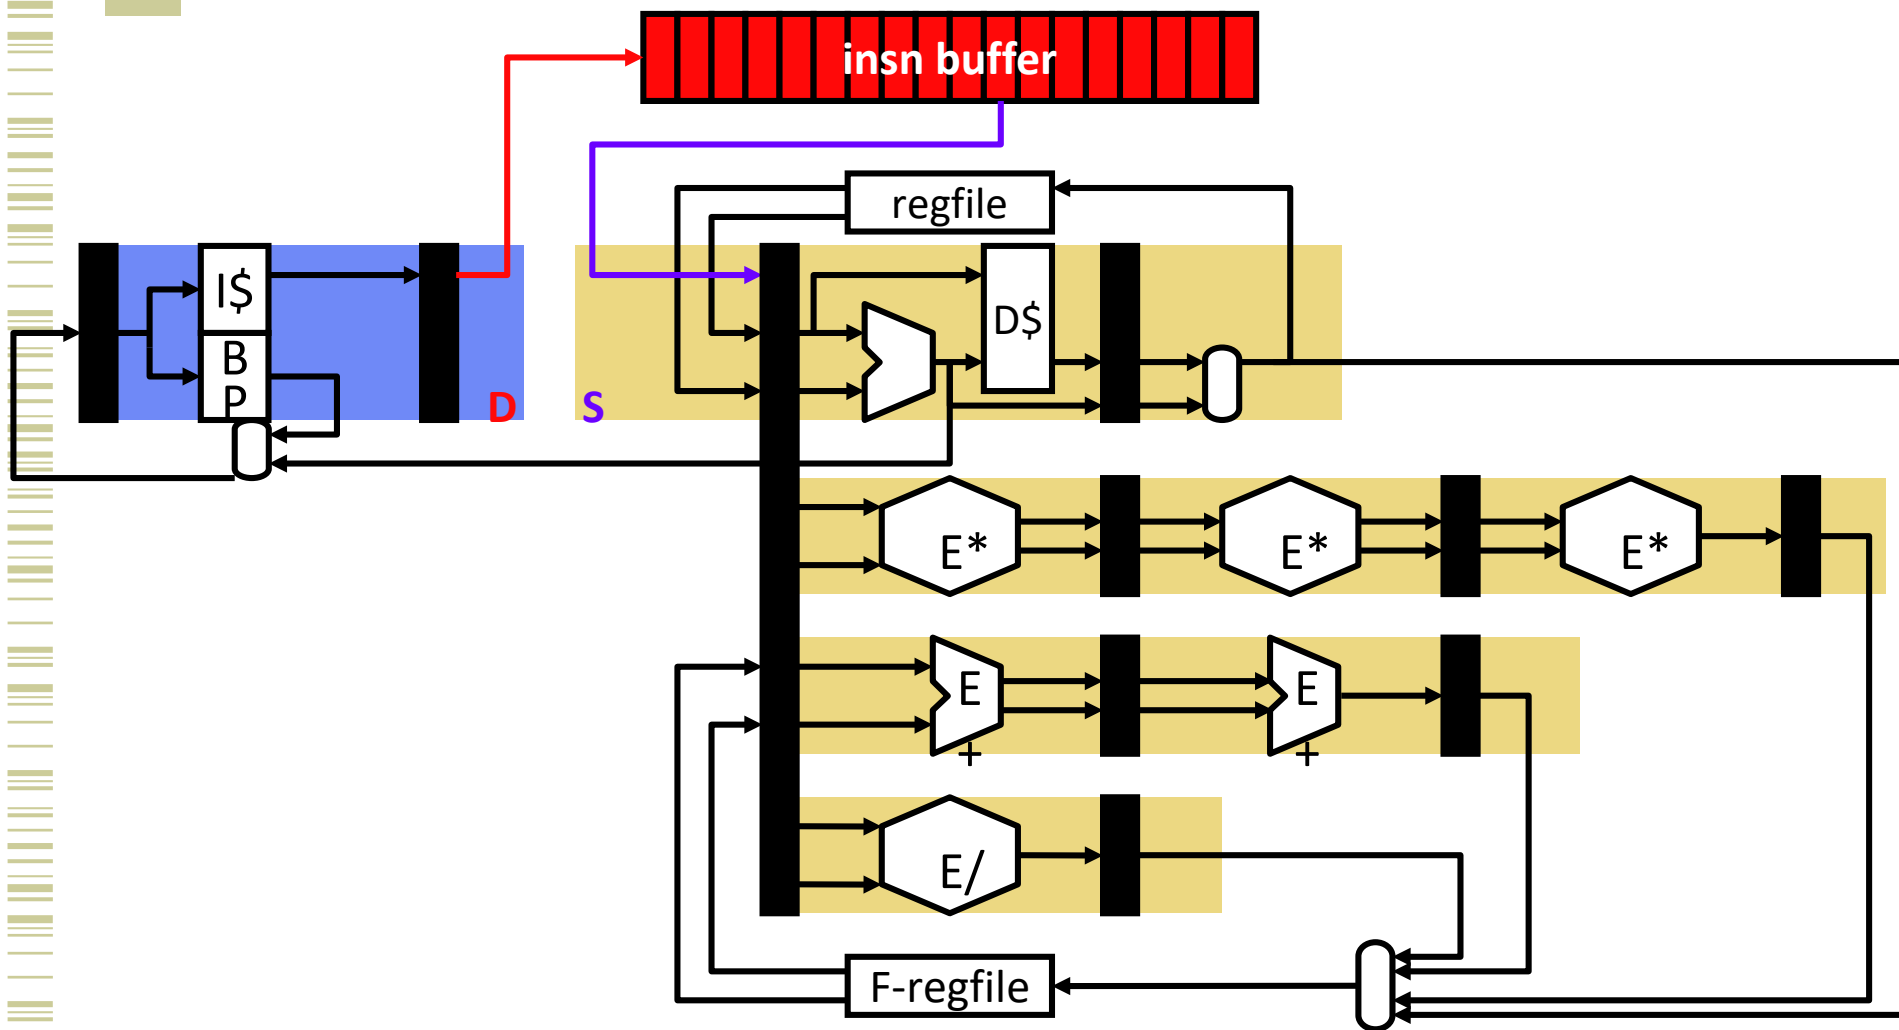 insn buffer
regfile
I$
B
P
D
S
D$
E*
E*
E*
E
+
E
+
E/
F-regfile